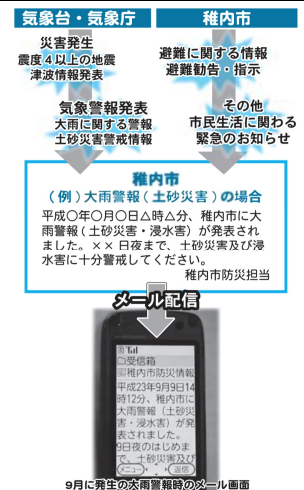 気象台・気象庁
稚内市
災害発生
震度４以上の地震
津波情報発表
避難に関する情報
避難勧告・指示
気象警報発表
大雨に関する警報
土砂災害警戒情報
その他
市民生活に関わる
緊急のお知らせ
稚内市
（例）大雨警報（土砂災害）の場合
平成○年○月○日△時△分、稚内市に大
雨警報（土砂災害・浸水害）が発表され
ました。×× 日夜まで、土砂災害及び浸
水害に十分警戒してください。
稚内市防災担当
メール配信
受信箱
稚内市防災情報
平成23年9月9日14
時12分、稚内市に
大雨警報（土砂災
害・浸水害）が発
表されました。
9日夜のはじめま
で、土砂災害及び
メニュー
返信
9月に発生の大雨警報時のメール画面